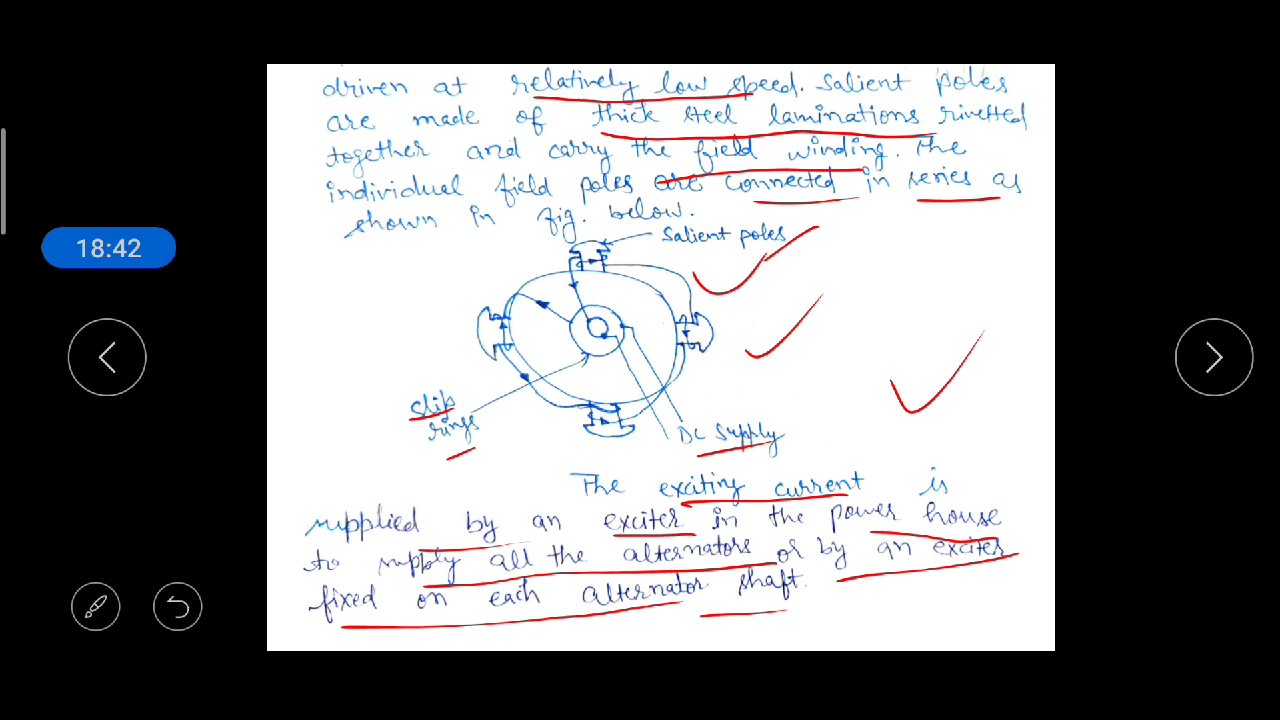 driven at relatively low speed. Salient poles
are made of thick steel laminations rivetted
together and carry the field winding. The
individual field poles are connected in series as
shown in fig. below.
Salient poles
18:42
slip
rings
DC supply
The exciting current is
supplied by an exciter in the power house
to supply all the alternators or by an exciter
fixed on each alternator shaft.